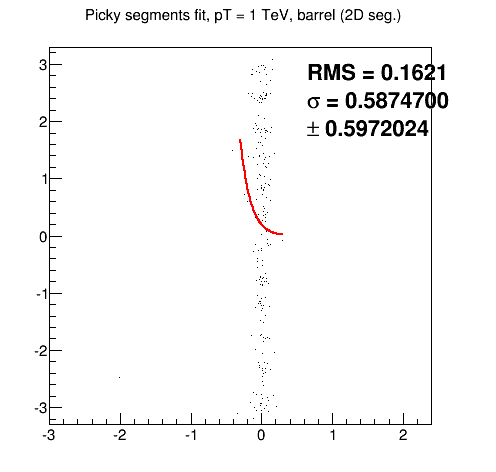 Picky segments fit, pT = 1 TeV, barrel (2D seg.)
RMS = 0.1621
σ = 0.5874700
± 0.5972024
3
2
1
0
-1
-2
-3
-3 -2 -1 0 1 2